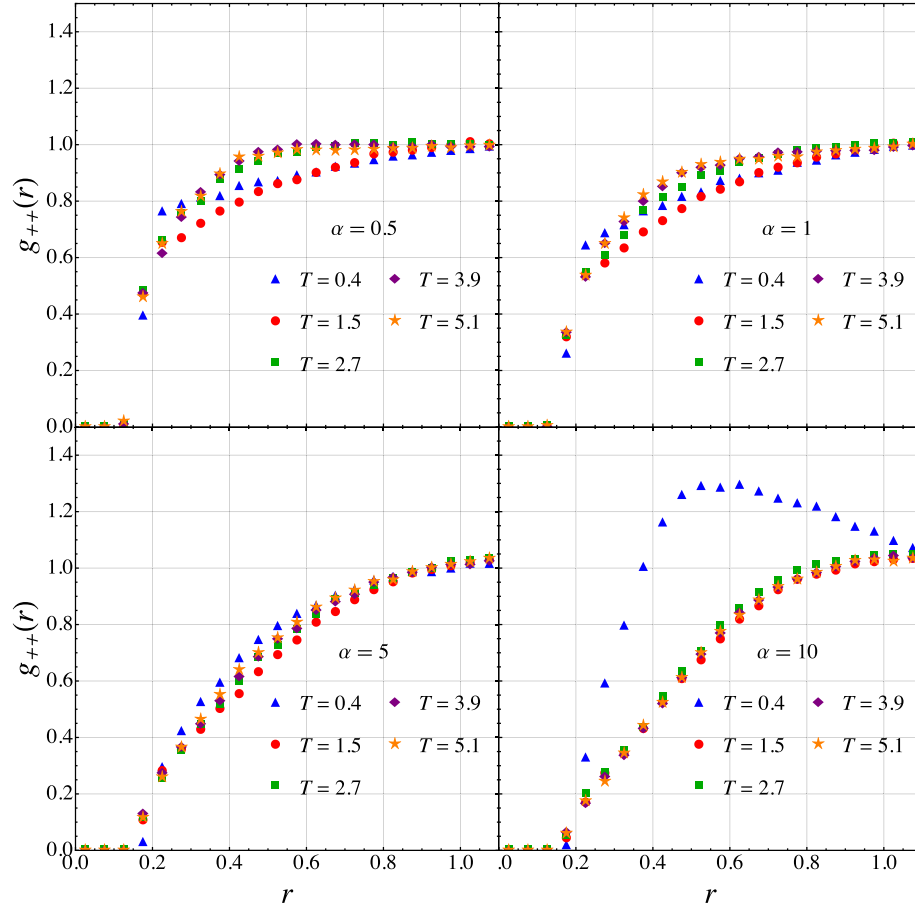 1.4
1.2
1.0
0.8
0.6
0.4
0.2
0.0
g++(r)
α = 0.5
T = 0.4
T = 3.9
T = 1.5
T = 5.1
T = 2.7
α = 1
T = 0.4
T = 3.9
T = 1.5
T = 5.1
T = 2.7
1.2
1.0
0.8
0.6
0.4
0.2
0.0
g++(r)
α = 5
T = 0.4
T = 3.9
T = 1.5
T = 5.1
T = 2.7
α = 10
T = 0.4
T = 3.9
T = 1.5
T = 5.1
T = 2.7
0.0 0.2 0.4 0.6 0.8 1.0
.0 0.2 0.4 0.6 0.8 1.0
r
r